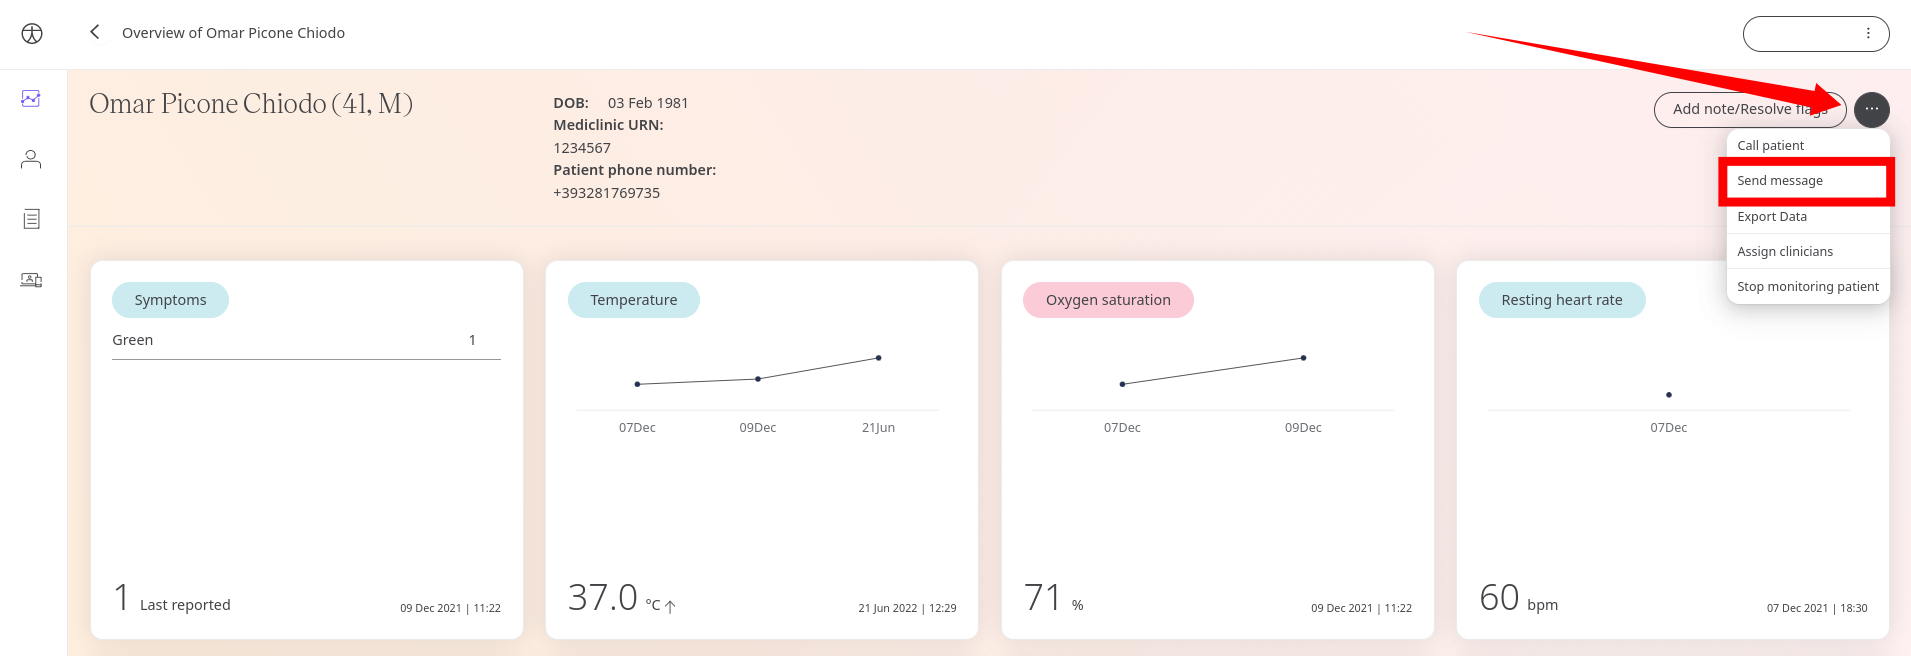 Overview of Omar Picone Chiodo
Omar Picone Chiodo (41, M)
DOB: 03 Feb 1981
Mediclinic URN:
1234567
Patient phone number:
+393281769735
Add note/Resolve flags
Call patient
Send message
Export Data
Assign clinicians
Stop monitoring patient
Symptoms
Green 1
1 Last reported 09 Dec 2021 | 11:22
Temperature
07Dec 09Dec 21Jun
37.0 °C ↑ 21 Jun 2022 | 12:29
Oxygen saturation
07Dec 09Dec
71 % 09 Dec 2021 | 11:22
Resting heart rate
07Dec
60 bpm 07 Dec 2021 | 18:30